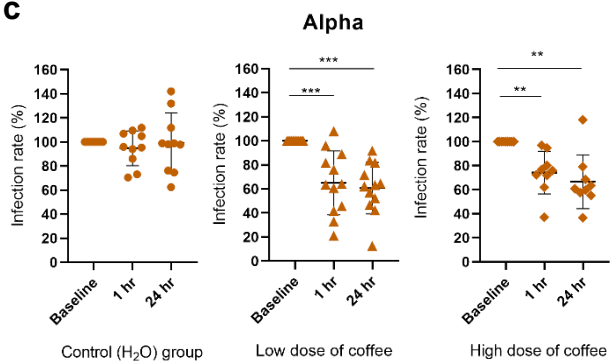 C
Alpha
Infection rate (%)
160
140
120
100
80
60
40
20
0
Baseline
1 hr
24 hr
Control (H₂O) group
Infection rate (%)
160
140
120
100
80
60
40
20
0
***
***
Baseline
1 hr
24 hr
Low dose of coffee
Infection rate (%)
160
140
120
100
80
60
40
20
0
**
**
Baseline
1 hr
24 hr
High dose of coffee